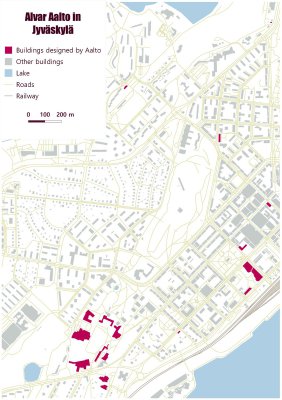 Alvar Aalto in
Jyväskylä
Buildings designed by Aalto
Other buildings
Lake
Roads
Railway
0 100 200 m